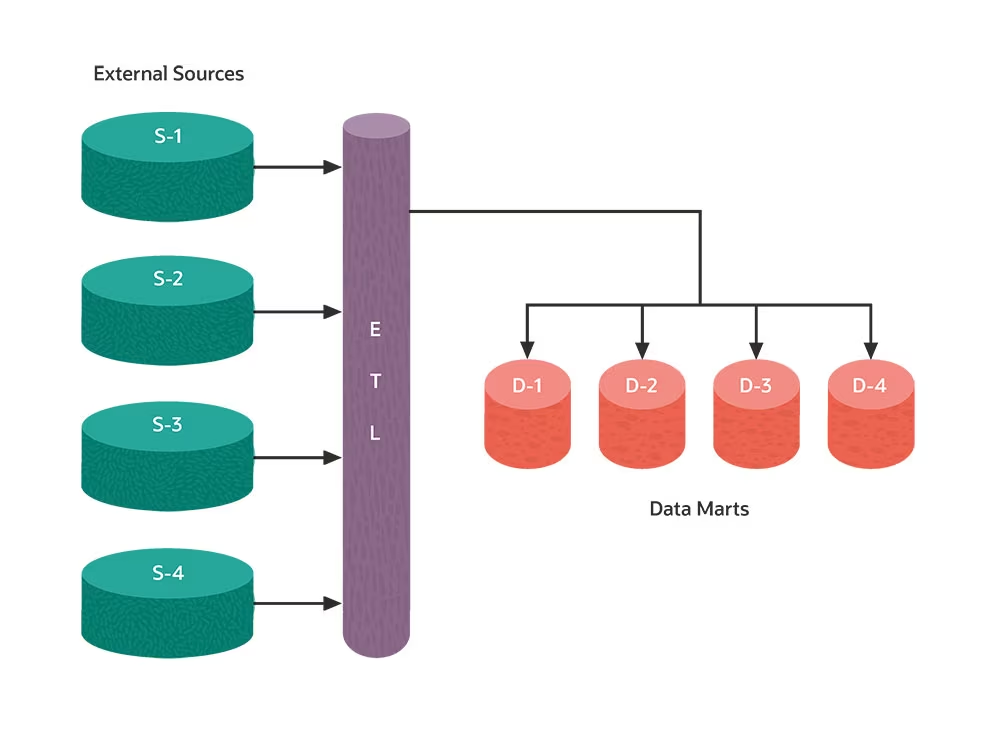 External Sources
S-1
S-2
S-3
S-4
E
T
L
D-1 D-2 D-3 D-4
Data Marts